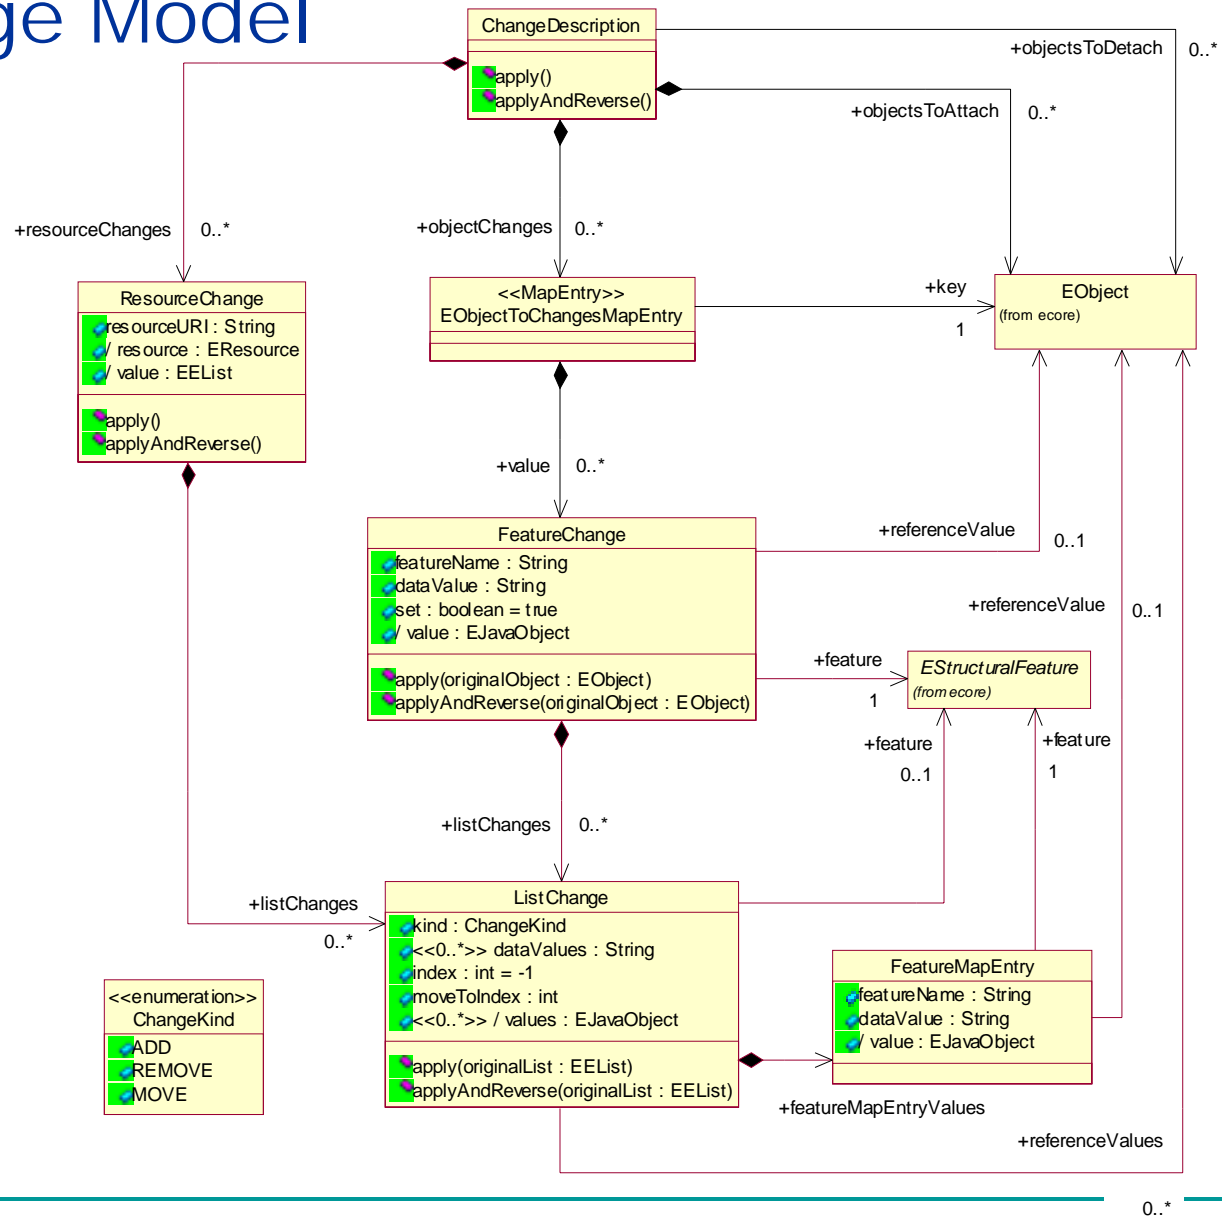 ge Model
ChangeDescription
apply()
applyAndReverse()
+objectsToDetach
0..*
+objectsToAttach
0..*
+resourceChanges
0..*
+objectChanges
0..*
ResourceChange
resourceURI : String
/ resource : EResource
/ value : EEList
apply()
applyAndReverse()
<<MapEntry>>
EObjectToChangesMapEntry
+key
1
EObject
(from ecore)
+value
0..*
FeatureChange
featureName : String
dataValue : String
set : boolean = true
/ value : EJavaObject
apply(originalObject : EObject)
applyAndReverse(originalObject : EObject)
+referenceValue
0..1
+referenceValue
0..1
+feature
1
EStructuralFeature
(from ecore)
+feature
0..1
+feature
1
+listChanges
0..*
+listChanges
0..*
ListChange
kind : ChangeKind
<<0..*>> dataValues : String
index : int = -1
moveToIndex : int
<<0..*>> / values : EJavaObject
apply(originalList : EEList)
applyAndReverse(originalList : EEList)
FeatureMapEntry
featureName : String
dataValue : String
/ value : EJavaObject
<<enumeration>>
ChangeKind
ADD
REMOVE
MOVE
+featureMapEntryValues
+referenceValues
0..*